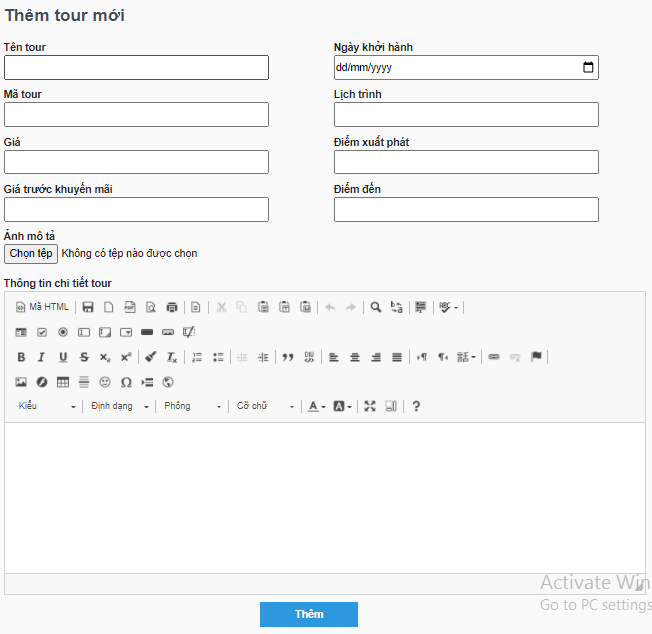 Thêm tour mới
Tên tour
Ngày khởi hành
dd/mm/yyyy
Mã tour
Lịch trình
Giá
Điểm xuất phát
Giá trước khuyến mãi
Điểm đến
Ảnh mô tả
Chọn tệp Không có tệp nào được chọn
Thông tin chi tiết tour
Mã HTML
Kiểu Định dạng Phông Cỡ chữ
Activate Win
Go to PC settings
Thêm